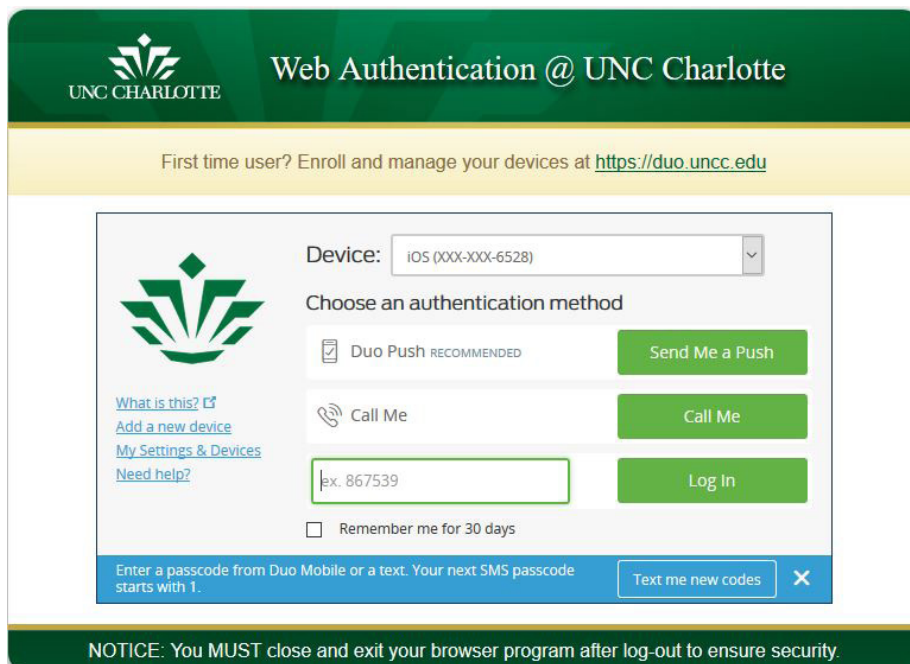 UNC CHARLOTTE
Web Authentication @ UNC Charlotte
First time user? Enroll and manage your devices at https://duo.uncc.edu
Device: iOS (XXX-XXX-6528)
Choose an authentication method
Duo Push RECOMMENDED
Send Me a Push
What is this?
Add a new device
My Settings & Devices
Need help?
Call Me
Call Me
ex. 867539
Log In
Remember me for 30 days
Enter a passcode from Duo Mobile or a text. Your next SMS passcode
starts with 1.
Text me new codes
NOTICE: You MUST close and exit your browser program after log-out to ensure security.